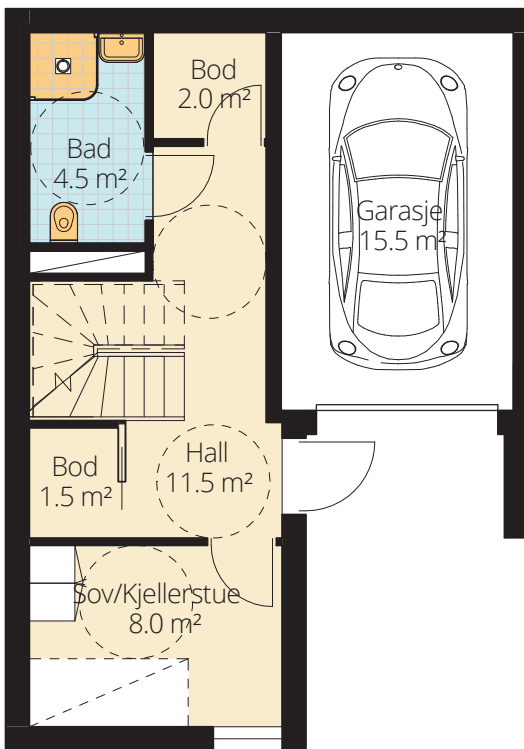 Bod
2.0 m²
Bad
4.5 m²
Garasje
15.5 m²
Hall
11.5 m²
Bod
1.5 m²
Sov/Kjellerstue
8.0 m²